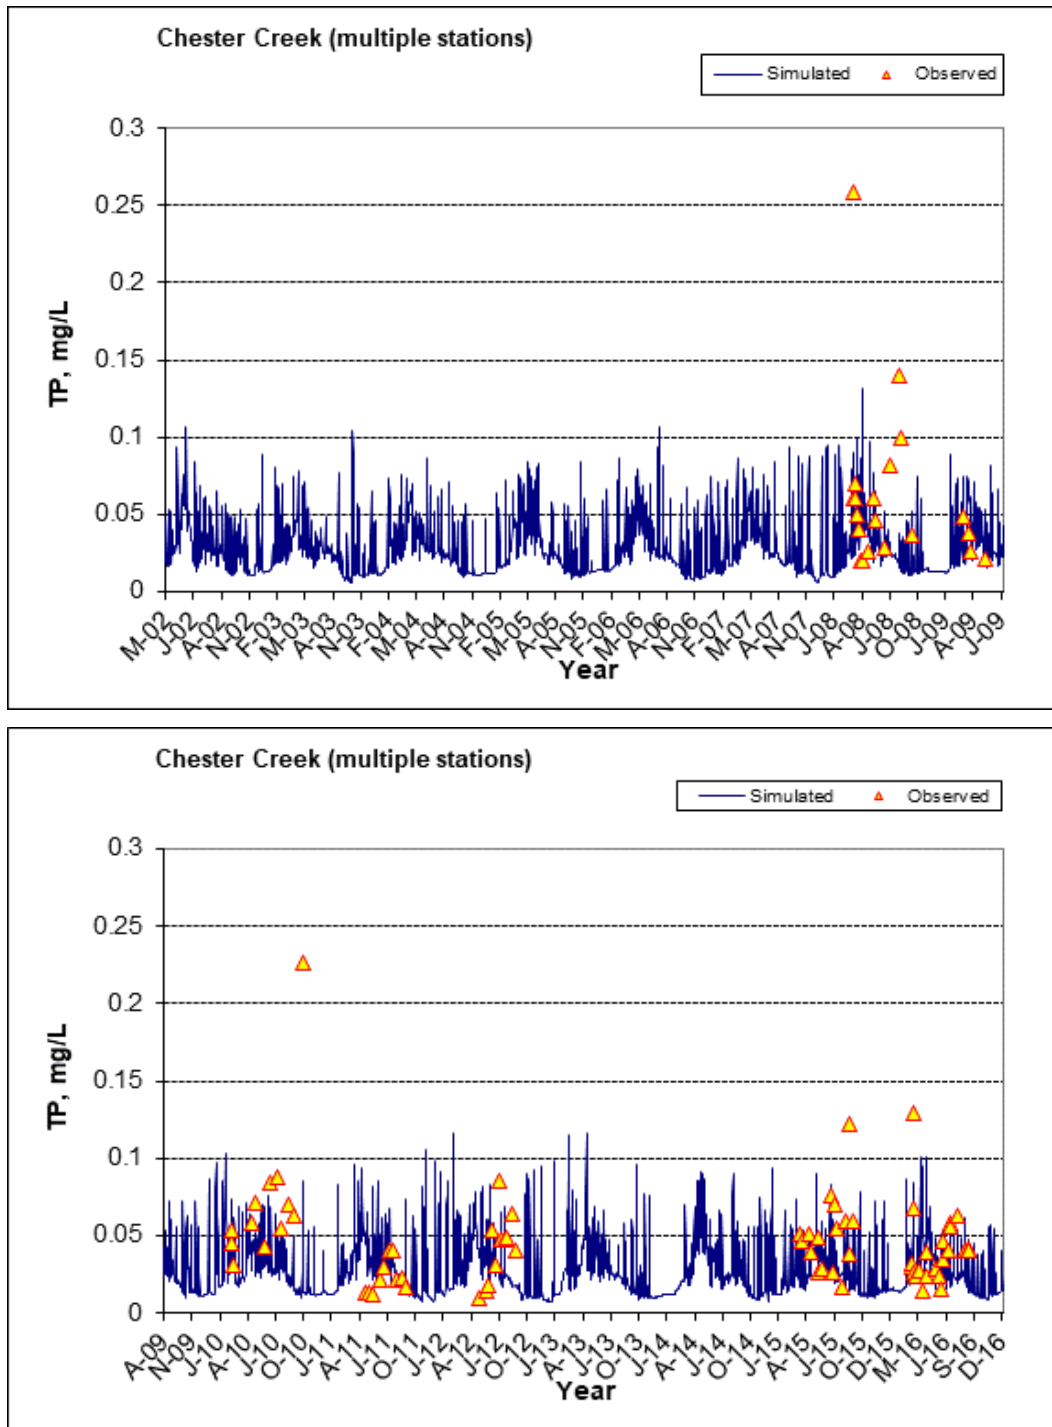 Chester Creek (multiple stations)
Simulated Observed
0.3
0.25
0.2
0.15
0.1
0.05
0
TP, mg/L
M-02 J-02 A-02 N-02 F-03 M-03 A-03 N-03 F-04 M-04 A-04 N-04 F-05 M-05 A-05 N-05 F-06 M-06 A-06 N-06 F-07 M-07 A-07 N-07 J-08 A-08 J-08 O-08 J-09 A-09 J-09
Year
Chester Creek (multiple stations)
Simulated Observed
0.3
0.25
0.2
0.15
0.1
0.05
0
TP, mg/L
A-09 N-09 J-10 A-10 J-10 O-10 J-11 A-11 J-11 O-11 J-12 A-12 J-12 O-12 J-13 A-13 J-13 O-13 J-14 A-14 J-14 O-14 J-15 A-15 J-15 O-15 D-15 M-16 J-16 S-16 D-16
Year